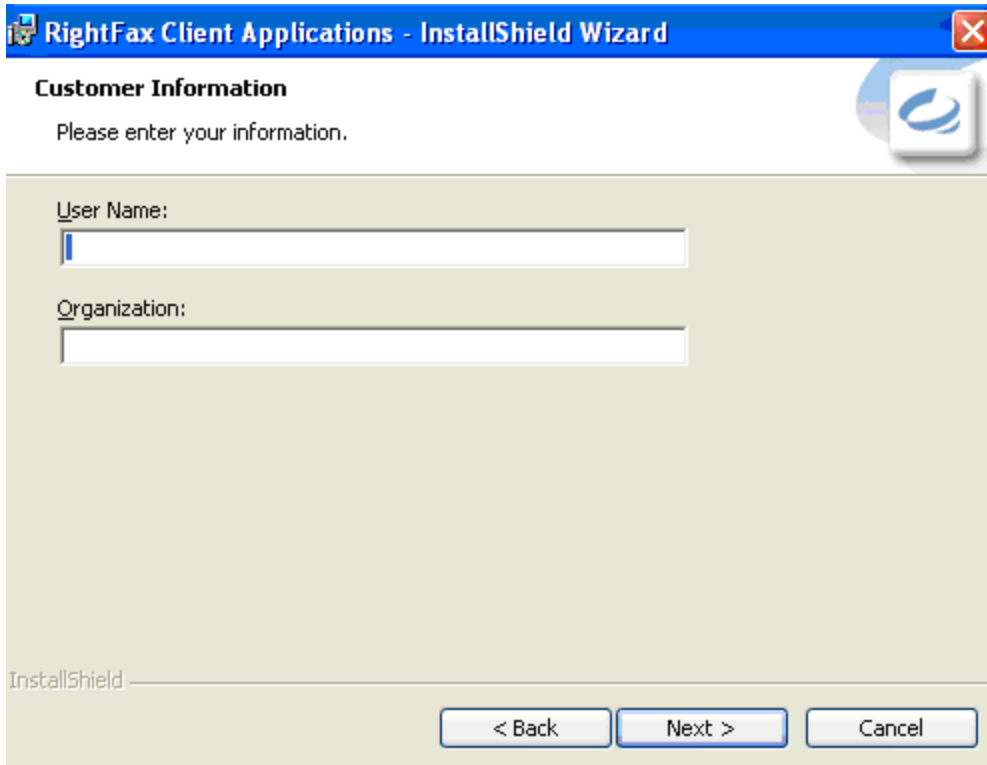 RightFax Client Applications - InstallShield Wizard
Customer Information
Please enter your information.
User Name:
Organization:
InstallShield
< Back Next > Cancel